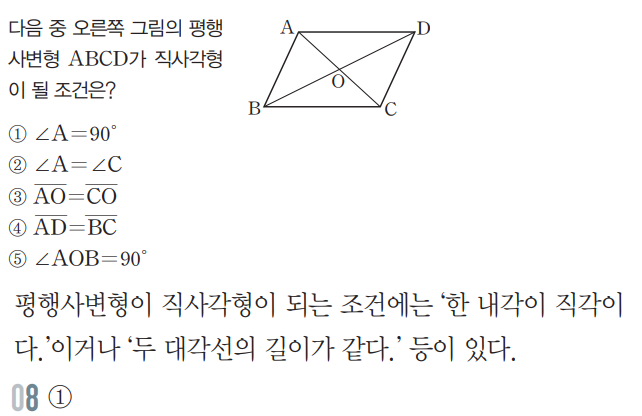 다음 중 오른쪽 그림의 평행
사변형 ABCD가 직사각형
이 될 조건은?
A
D
O
B
C
① ∠A=90°
② ∠A=∠C
③ A̅O̅=C̅O̅
④ A̅D̅=B̅C̅
⑤ ∠AOB=90°
평행사변형이 직사각형이 되는 조건에는 ‘한 내각이 직각이
다.’이거나 ‘두 대각선의 길이가 같다.’ 등이 있다.
08 ①